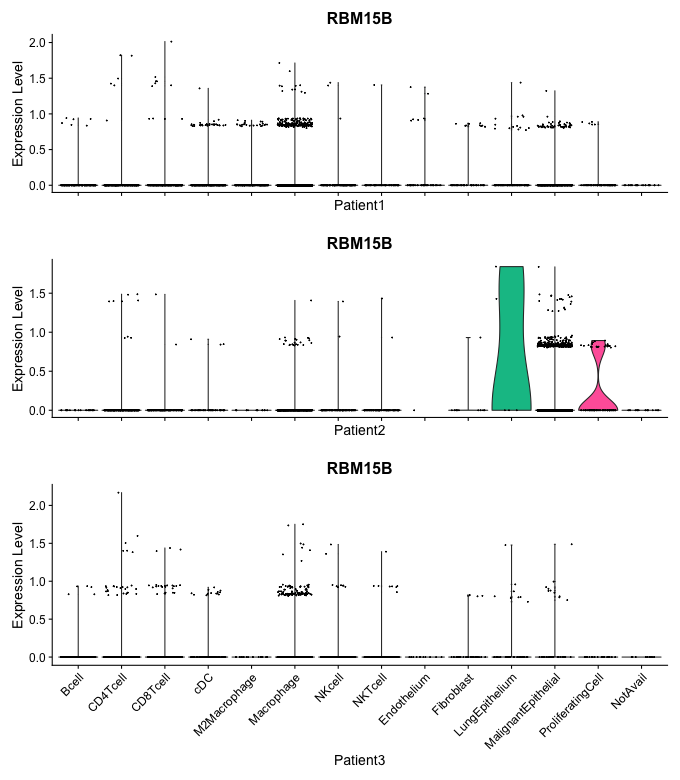 RBM15B
Expression Level
2.0
1.5
1.0
0.5
0.0
Patient1
RBM15B
Expression Level
1.5
1.0
0.5
0.0
Patient2
RBM15B
Expression Level
2.0
1.5
1.0
0.5
0.0
Bcell
CD4Tcell
CD8Tcell
cDC
M2Macrophage
Macrophage
NKcell
NKTcell
Endothelium
Fibroblast
LungEpithelium
MalignantEpithelial
ProliferatingCell
NotAvail
Patient3